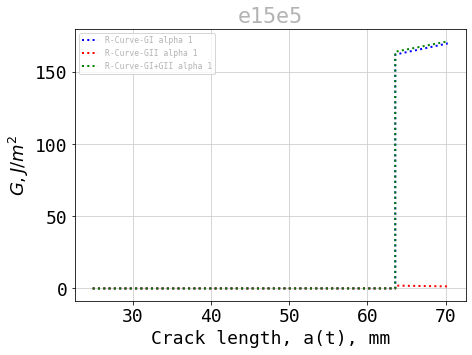 e15e5
R-Curve-GI alpha 1
R-Curve-GII alpha 1
R-Curve-GI+GII alpha 1
150
100
50
0
G, J/m²
30 40 50 60 70
Crack length, a(t), mm